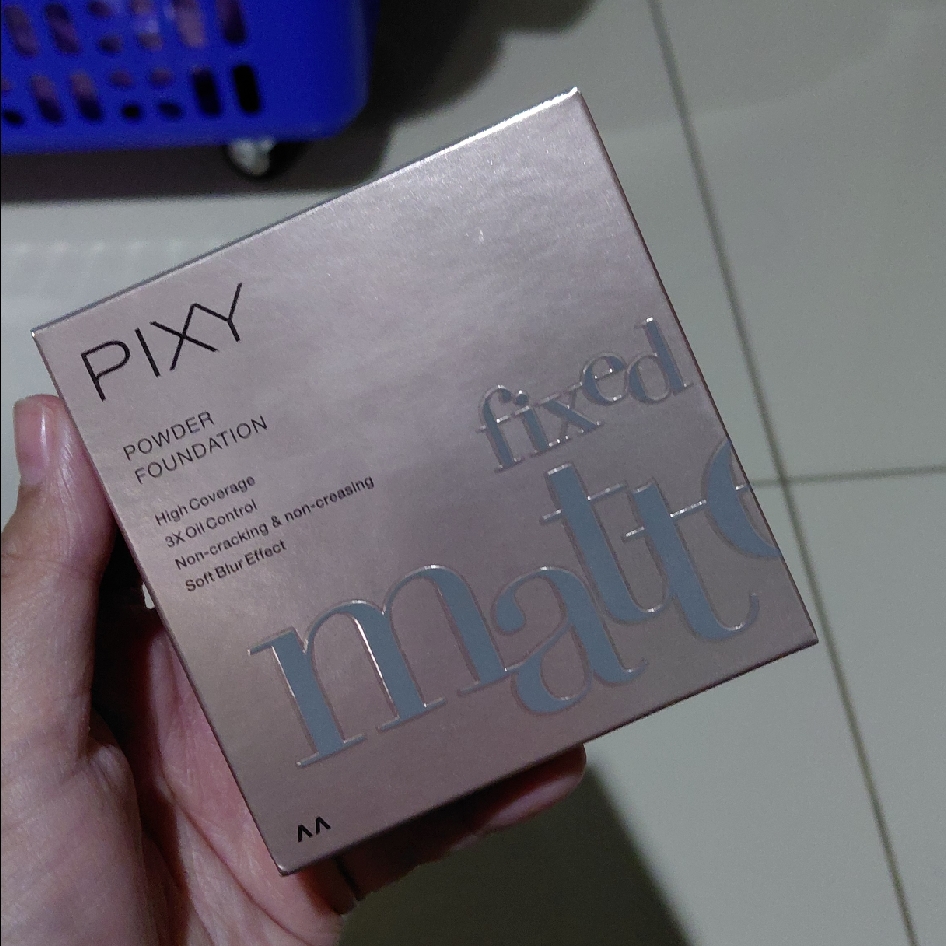 PIXY
POWDER
FOUNDATION
High Coverage
3X Oil Control
Non-cracking & non-creasing
Soft Blur Effect
fixed
matte